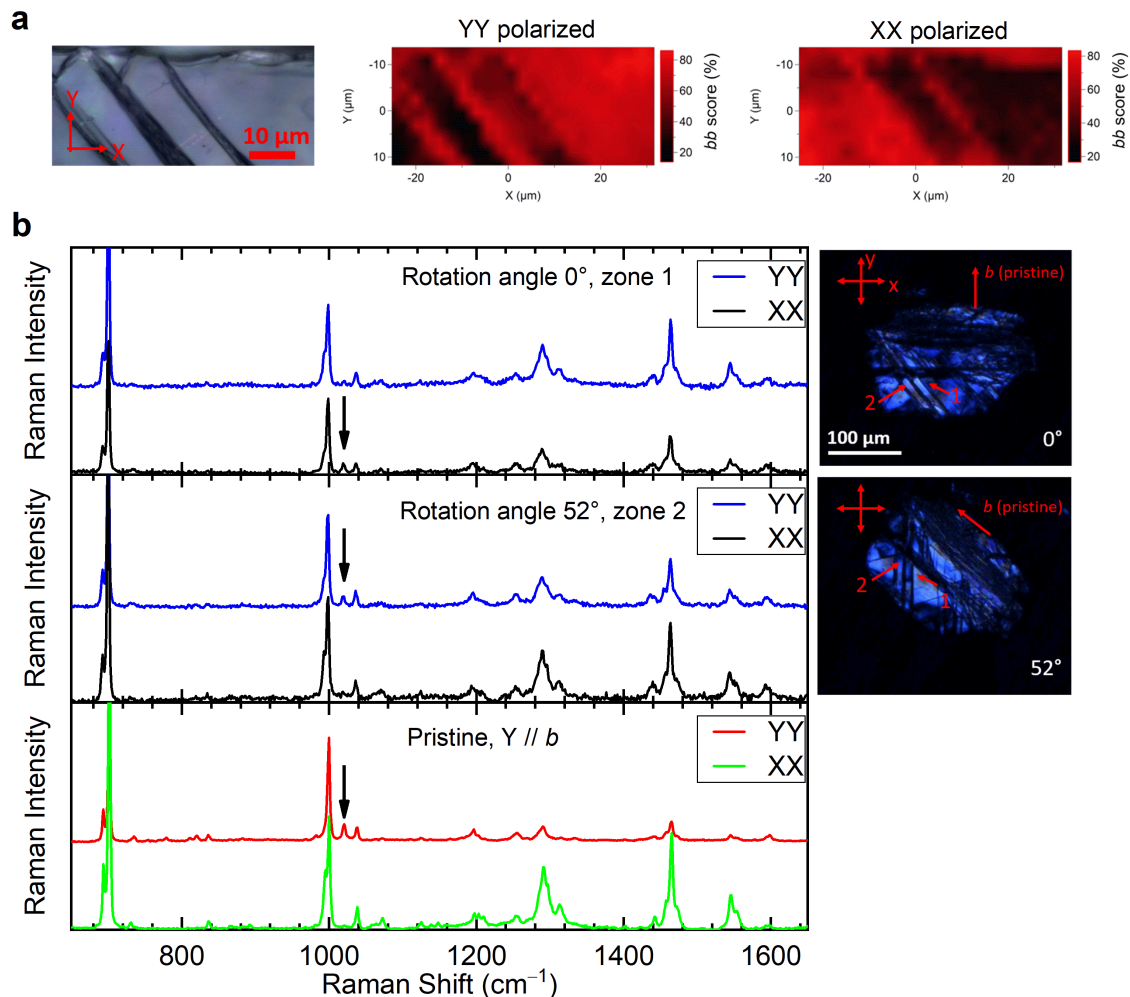 a
YY polarized
XX polarized
Y
X
10 µm
-10
0
10
Y (µm)
-20
0
20
X (µm)
80
60
40
20
bb score (%)
-10
0
10
Y (µm)
-20
0
20
X (µm)
80
60
40
20
bb score (%)
b
Raman Intensity
Rotation angle 0°, zone 1
YY
XX
y
x
b (pristine)
2
1
100 µm
0°
Raman Intensity
Rotation angle 52°, zone 2
YY
XX
b (pristine)
2
1
52°
Raman Intensity
Pristine, Y // b
YY
XX
800
1000
1200
1400
1600
Raman Shift (cm⁻¹)